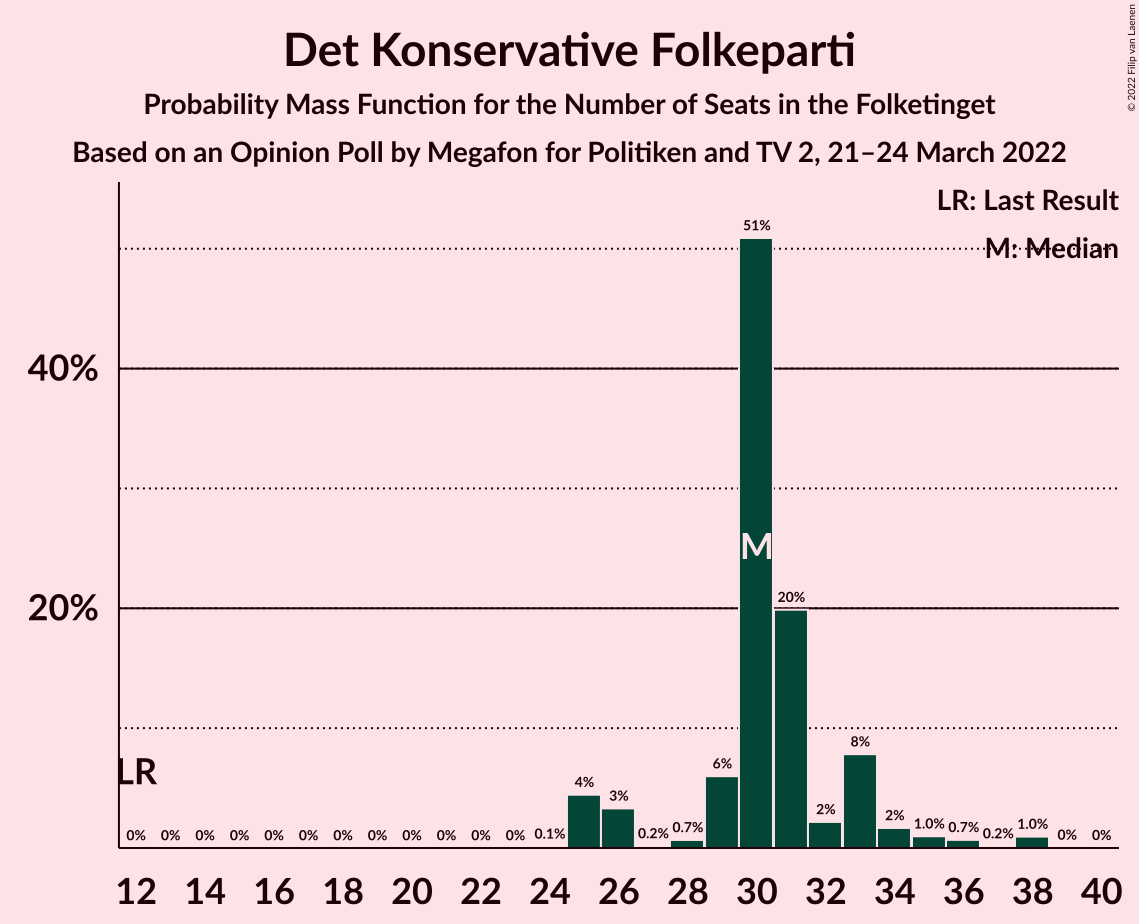 Det Konservative Folkeparti
Probability Mass Function for the Number of Seats in the Folketinget
Based on an Opinion Poll by Megafon for Politiken and TV 2, 21–24 March 2022
© 2022 Filip van Laenen
LR: Last Result
M: Median
51%
40%
M
20%
20%
8%
LR
6%
4%
3%
2%
2%
0% 0% 0% 0% 0% 0% 0% 0% 0% 0% 0% 0% 0.1% 0.2% 0.7% 1.0% 0.7% 0.2% 1.0% 0% 0%
12 14 16 18 20 22 24 26 28 30 32 34 36 38 40